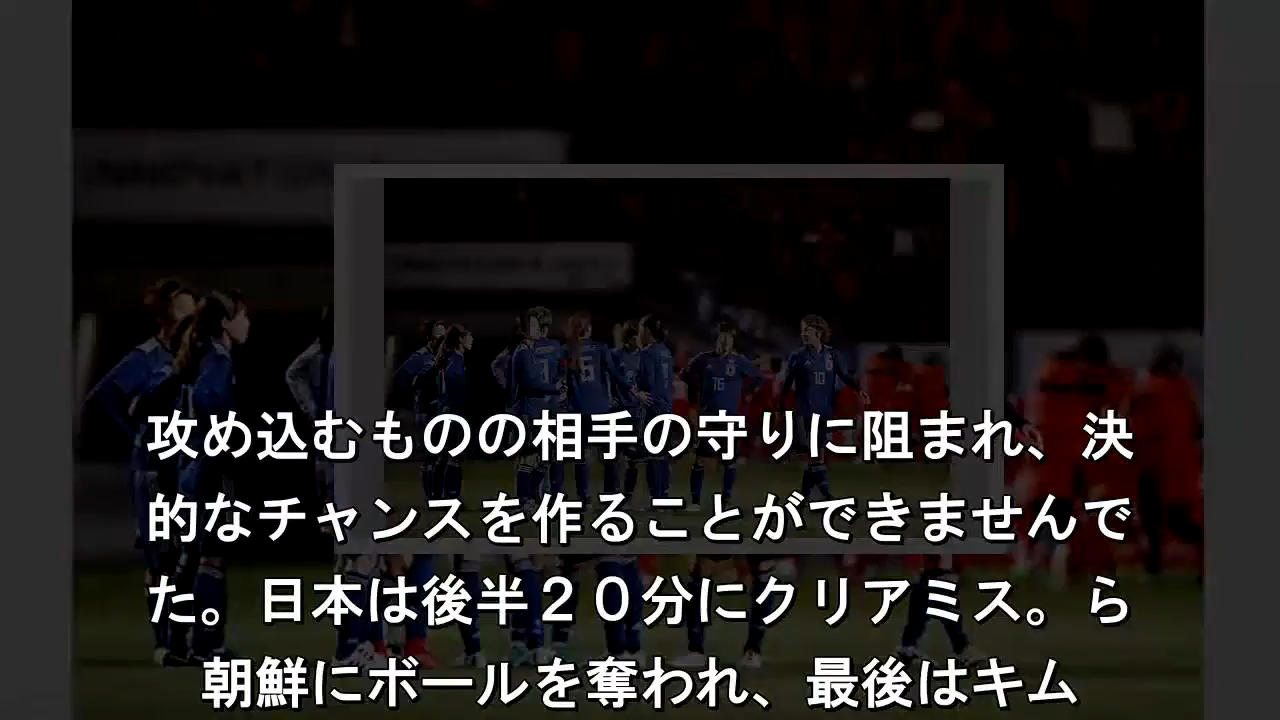 攻め込むものの相手の守りに阻まれ、決
的なチャンスを作ることができませんで
た。日本は後半２０分にクリアミス。ら
朝鮮にボールを奪われ、最後はキム
16
10